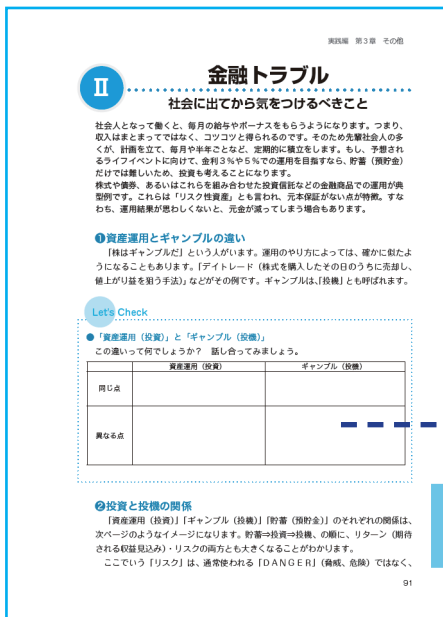 実践編 第3章 その他
Ⅱ
金融トラブル
社会に出てから気をつけるべきこと
社会人となって働くと、毎月の給与やボーナスをもらうようになります。つまり、
収入はまとまってではなく、コツコツと得られるのです。そのため先輩社会人の多
くが、計画を立て、毎月や半年ごとなど、定期的に積立をします。もし、予想され
るライフイベントに向けて、金利3%や5%での運用を目指すなら、貯蓄（預貯金）
だけでは難しいため、投資も考えることになります。
株式や債券、あるいはこれらを組み合わせた投資信託などの金融商品での運用が典
型例です。これらは「リスク性資産」とも言われ、元本保証がない点が特徴。すな
わち、運用結果が思わしくないと、元金が減ってしまう場合もあります。
❶資産運用とギャンブルの違い
「株はギャンブルだ」という人がいます。運用のやり方によっては、確かに似たよ
うになることもあります。「デイトレード（株式を購入したその日のうちに売却し、
値上がり益を狙う手法）」などがその例です。ギャンブルは、「投機」とも呼ばれます。
Let's Check
●「資産運用（投資）」と「ギャンブル（投機）」
この違いって何でしょうか？ 話し合ってみましょう。
資産運用（投資） ギャンブル（投機）
同じ点
異なる点
❷投資と投機の関係
「資産運用（投資）」「ギャンブル（投機）」「貯蓄（預貯金）」のそれぞれの関係は、
次ページのようなイメージになります。貯蓄⇒投資⇒投機、の順に、リターン（期待
される収益見込み）・リスクの両方とも大きくなることがわかります。
ここでいう「リスク」は、通常使われる「DANGER」（脅威、危険）ではなく、
91